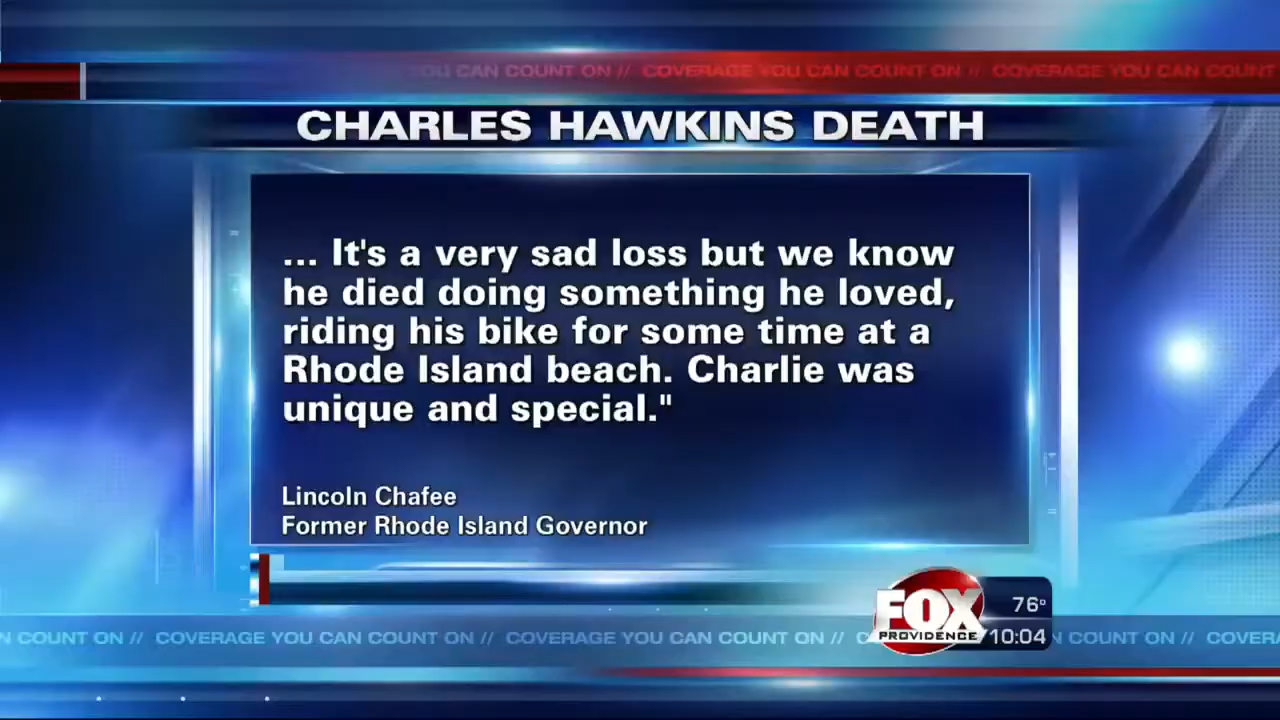 YOU CAN COUNT ON // COVERAGE YOU CAN COUNT ON // COVERAGE YOU CAN COUNT
CHARLES HAWKINS DEATH
... It's a very sad loss but we know
he died doing something he loved,
riding his bike for some time at a
Rhode Island beach. Charlie was
unique and special."
Lincoln Chafee
Former Rhode Island Governor
FOX
PROVIDENCE
76°
10:04
N COUNT ON // COVERAGE YOU CAN COUNT ON // COVERAGE YOU CAN COUNT ON // C
N COUNT ON // COVERA